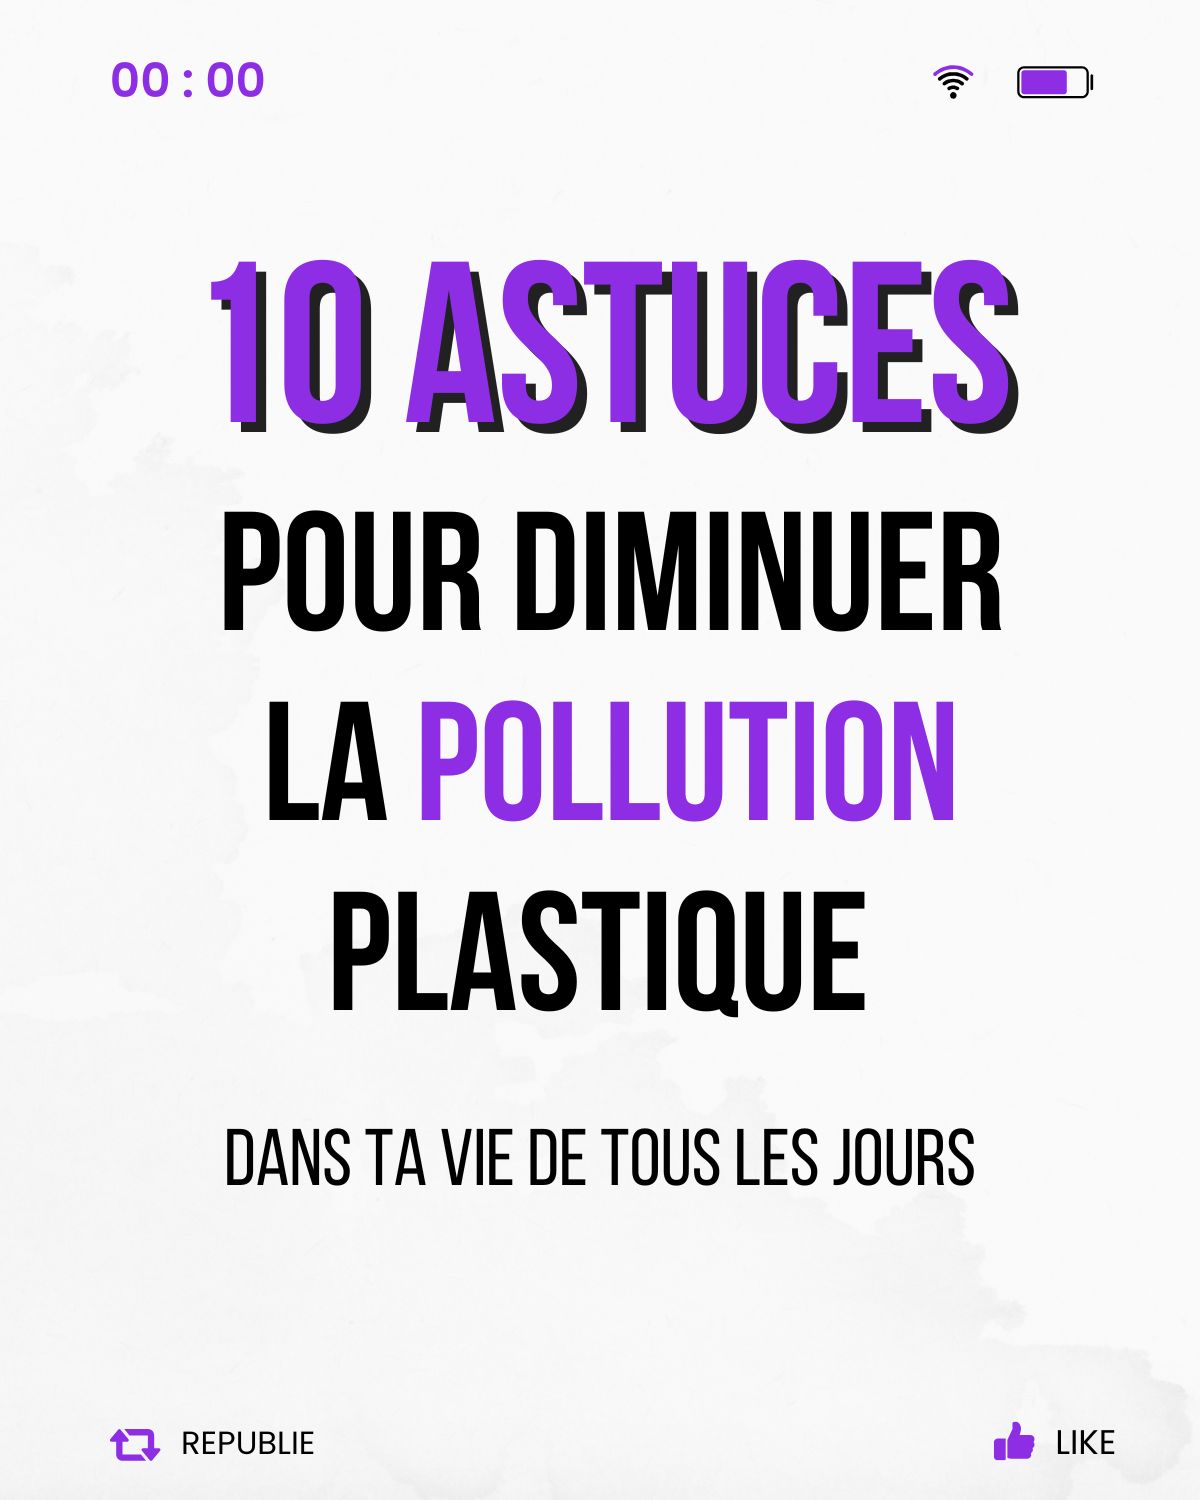 00 : 00
10 ASTUCES
POUR DIMINUER
LA POLLUTION
PLASTIQUE
DANS TA VIE DE TOUS LES JOURS
REPUBLIE
LIKE